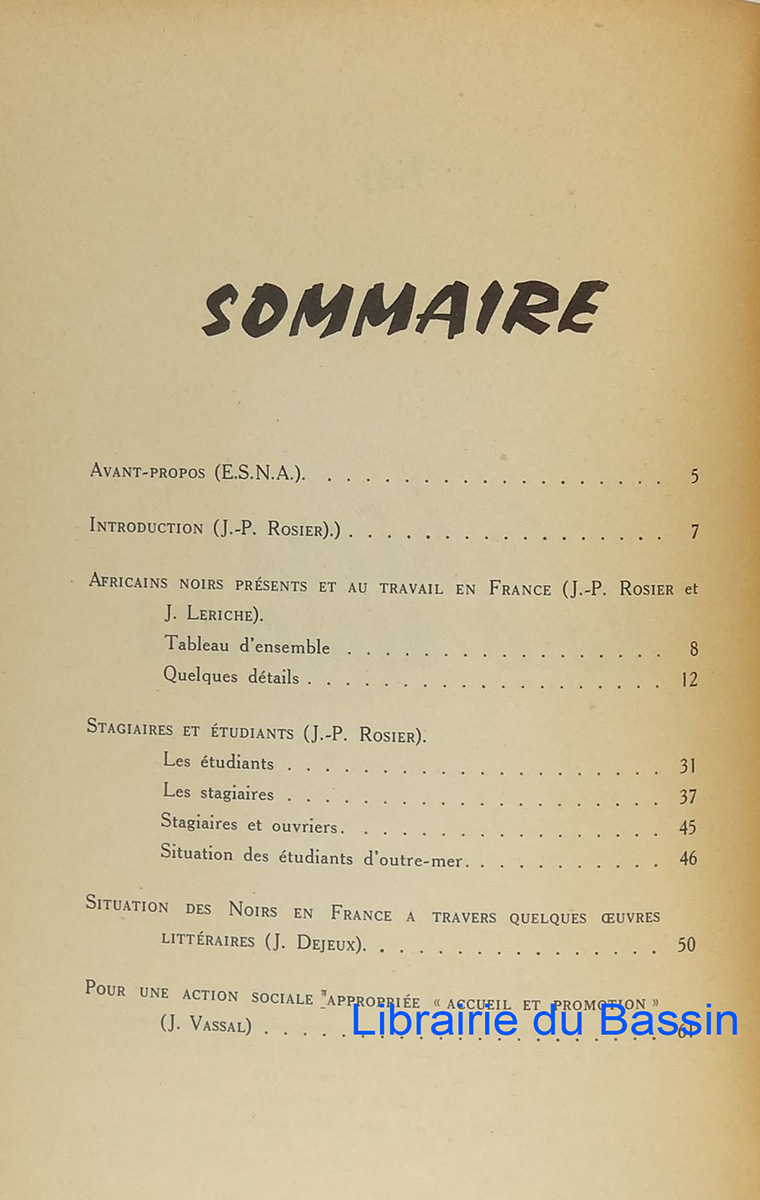 SOMMAIRE
AVANT-PROPOS (E.S.N.A.). . . . . . . . . . . . . . . . . . . 5
INTRODUCTION (J.-P. ROSIER).) . . . . . . . . . . . . . . . . . 7
AFRICAINS NOIRS PRÉSENTS ET AU TRAVAIL EN FRANCE (J.-P. ROSIER et
J. LERICHE).
Tableau d'ensemble . . . . . . . . . . . . . . . . . 8
Quelques détails . . . . . . . . . . . . . . . . . . . 12
STAGIAIRES ET ÉTUDIANTS (J.-P. ROSIER).
Les étudiants . . . . . . . . . . . . . . . . . . . . 31
Les stagiaires . . . . . . . . . . . . . . . . . . . . 37
Stagiaires et ouvriers. . . . . . . . . . . . . . . . . 45
Situation des étudiants d'outre-mer. . . . . . . . . . . 46
SITUATION DES NOIRS EN FRANCE A TRAVERS QUELQUES ŒUVRES
LITTÉRAIRES (J. DEJEUX). . . . . . . . . . . . . . . . 50
POUR UNE ACTION SOCIALE APPROPRIÉE « ACCUEIL ET PROMOTION »
(J. VASSAL) . . . . . . . . . . . . . . . . . . . . .
Librairie du Bassin